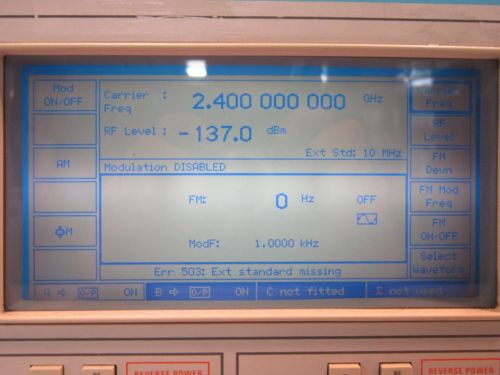 Mod ON/OFF
AM
ΦM
Carrier Freq : 2.400 000 000 GHz
RF Level : -137.0 dBm
Ext Std: 10 MHz
Modulation DISABLED
FM: 0 Hz OFF
ModF: 1.0000 kHz
Err 503: Ext standard missing
Carrier Freq
RF Level
FM Devn
FM Mod Freq
FM ON/OFF
Select Waveform
A ⇨ O/P ON
B ⇨ O/P ON
C not fitted
Σ not used
REVERSE POWER
REVERSE POWER